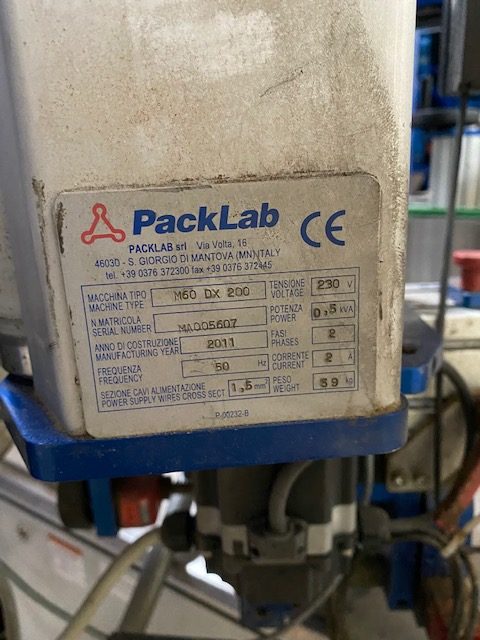 PackLab CE
PACKLAB srl Via Volta, 16
46030 - S. GIORGIO DI MANTOVA (MN) ITALY
tel. +39 0376 372300 fax +39 0376 372445
MACCHINA TIPO
MACHINE TYPE
M60 DX 200
TENSIONE
VOLTAGE
230 V
N.MATRICOLA
SERIAL NUMBER
MA005607
POTENZA
POWER
0,5 kVA
ANNO DI COSTRUZIONE
MANUFACTURING YEAR
2011
FASI
PHASES
2
FREQUENZA
FREQUENCY
50 Hz
CORRENTE
CURRENT
2 A
SEZIONE CAVI ALIMENTAZIONE
POWER SUPPLY WIRES CROSS SECT.
1,5 mm²
PESO
WEIGHT
59 kg
P-00232-B